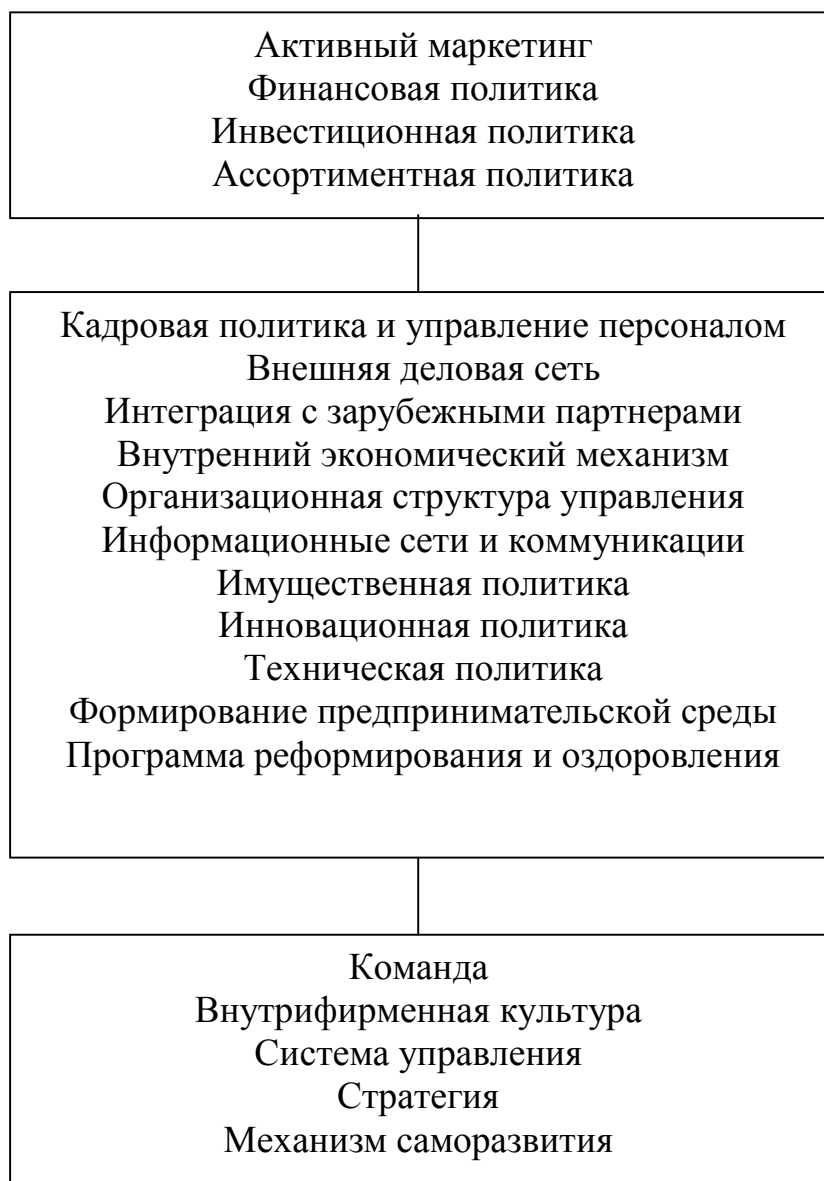 Активный маркетинг
Финансовая политика
Инвестиционная политика
Ассортиментная политика
Кадровая политика и управление персоналом
Внешняя деловая сеть
Интеграция с зарубежными партнерами
Внутренний экономический механизм
Организационная структура управления
Информационные сети и коммуникации
Имущественная политика
Инновационная политика
Техническая политика
Формирование предпринимательской среды
Программа реформирования и оздоровления
Команда
Внутрифирменная культура
Система управления
Стратегия
Механизм саморазвития